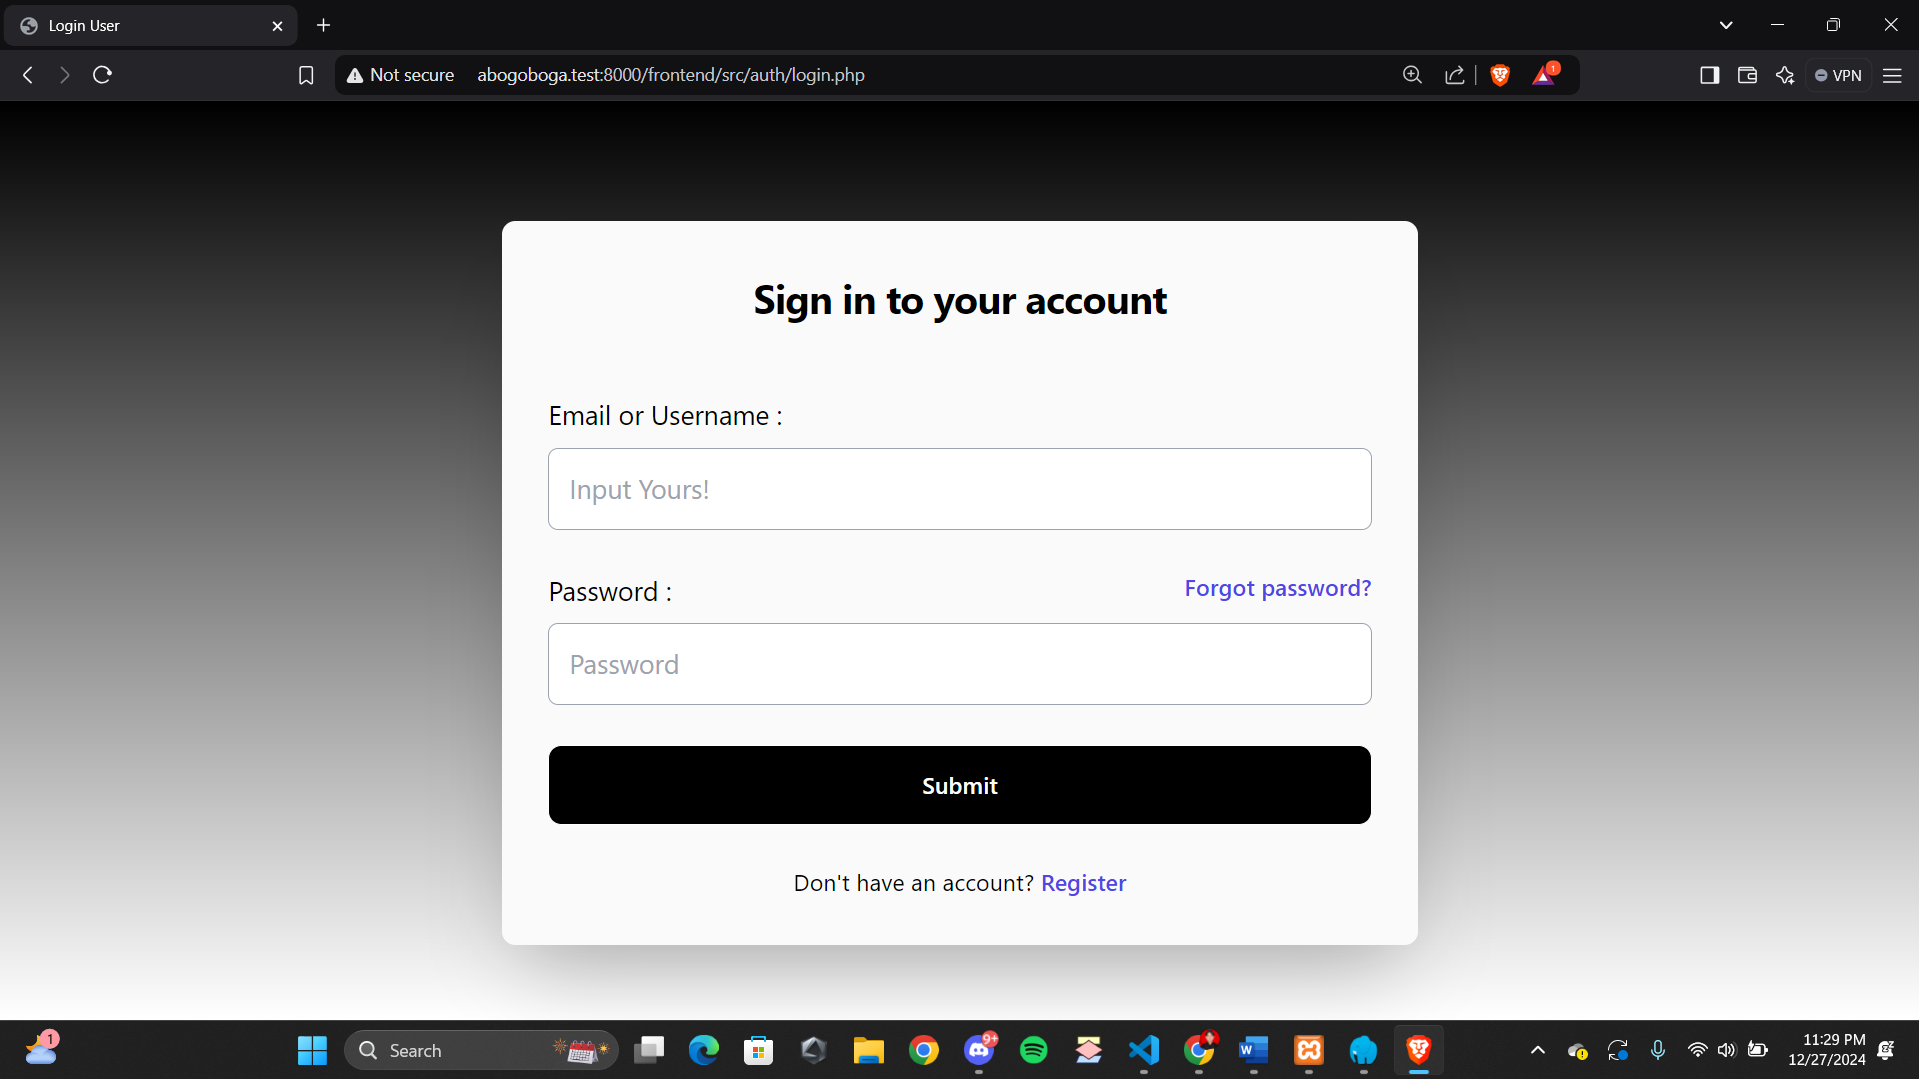 Login User
Not secure
abogoboga.test:8000/frontend/src/auth/login.php
1
VPN
Sign in to your account
Email or Username :
Input Yours!
Password :
Forgot password?
Password
Submit
Don't have an account? Register
1
Search
9+
W
11:29 PM
12/27/2024